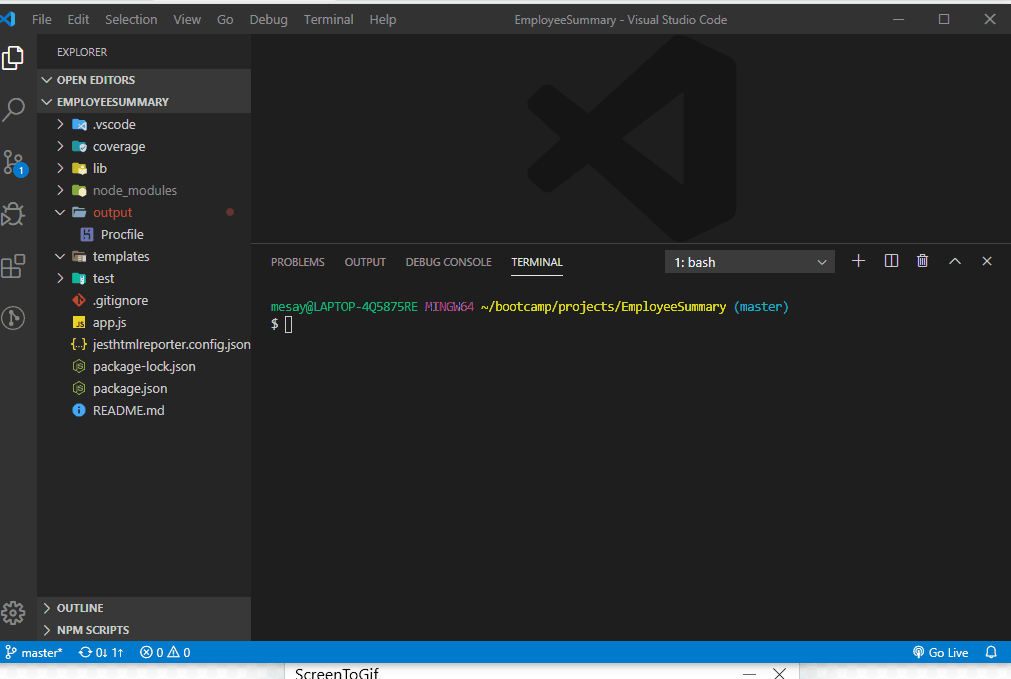 File Edit Selection View Go Debug Terminal Help EmployeeSummary - Visual Studio Code
EXPLORER
OPEN EDITORS
EMPLOYEESUMMARY
.vscode
coverage
lib
node_modules
output
Procfile
templates
test
.gitignore
JS app.js
{..} jesthtmlreporter.config.json
package-lock.json
package.json
README.md
OUTLINE
NPM SCRIPTS
1
PROBLEMS OUTPUT DEBUG CONSOLE TERMINAL 1: bash
mesay@LAPTOP-4Q5875RE MINGW64 ~/bootcamp/projects/EmployeeSummary (master)
$
master* 0↓ 1↑ 0 0 Go Live
ScreenToGif